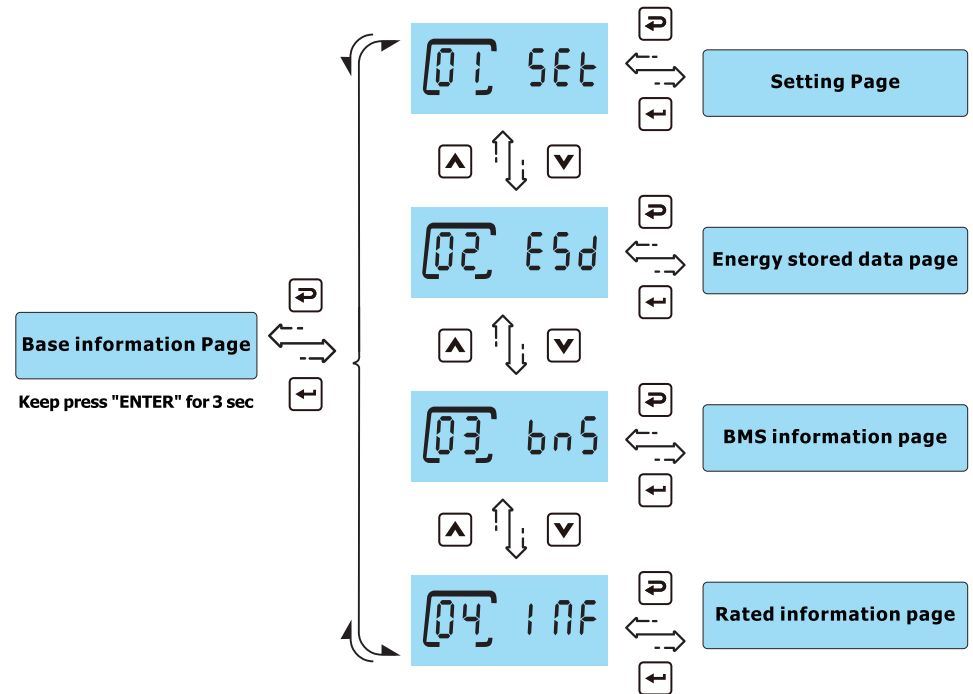 01 SEt
Setting Page
02 ESd
Energy stored data page
Base information Page
Keep press "ENTER" for 3 sec
03 bnS
BMS information page
04 INF
Rated information page